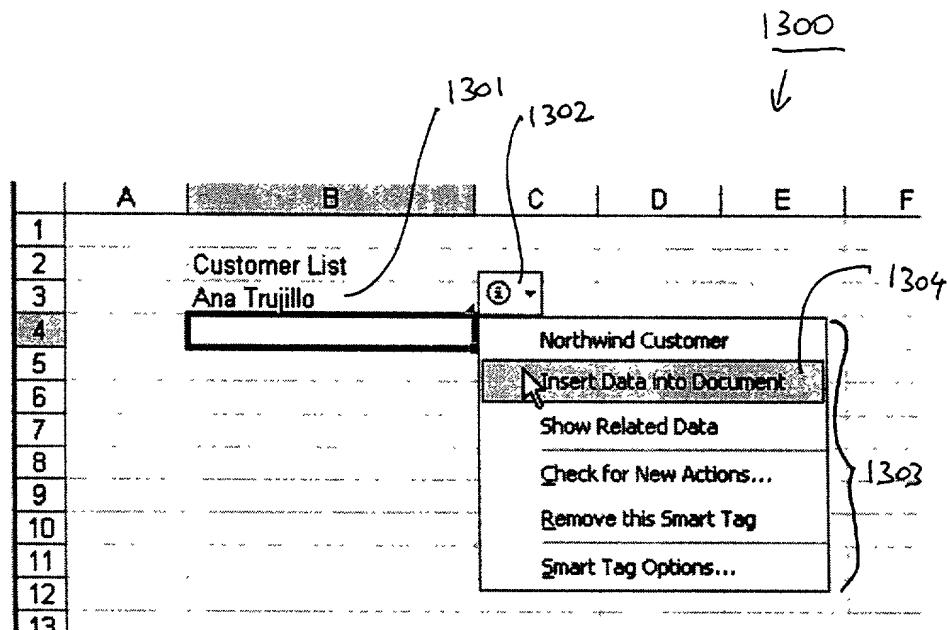 1300
1301
1302
A B C D E F
1
2 Customer List
3 Ana Trujillo
1304
4 Northwind Customer
5
6 Insert Data into Document
7 Show Related Data
8
9 Check for New Actions...
1303
10 Remove this Smart Tag
11 Smart Tag Options...
12
13